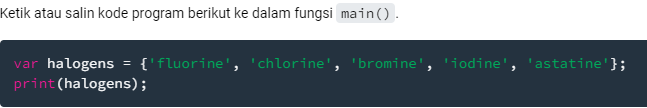 Ketik atau salin kode program berikut ke dalam fungsi main().
var halogens = {'fluorine', 'chlorine', 'bromine', 'iodine', 'astatine'};
print(halogens);